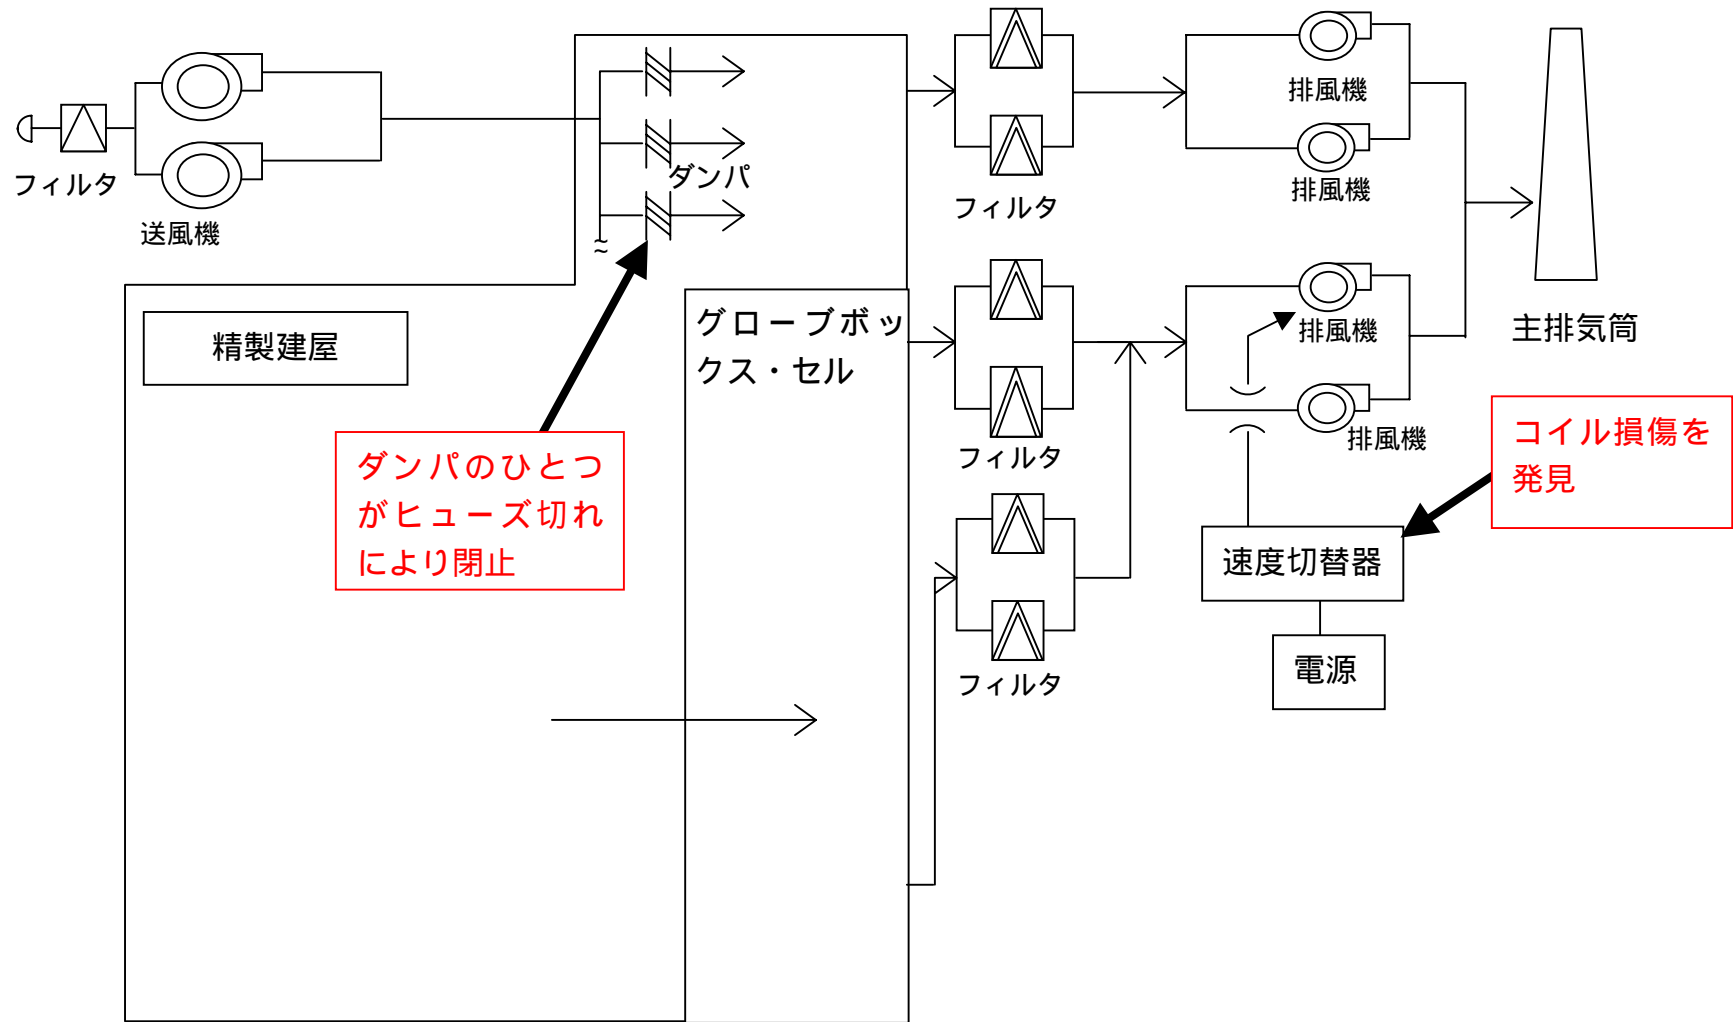 フィルタ
送風機
ダンパ
≈
精製建屋
ダンパのひとつ
がヒューズ切れ
により閉止
グローブボッ
クス・セル
フィルタ
フィルタ
フィルタ
排風機
排風機
排風機
排風機
主排気筒
コイル損傷を
発見
速度切替器
電源